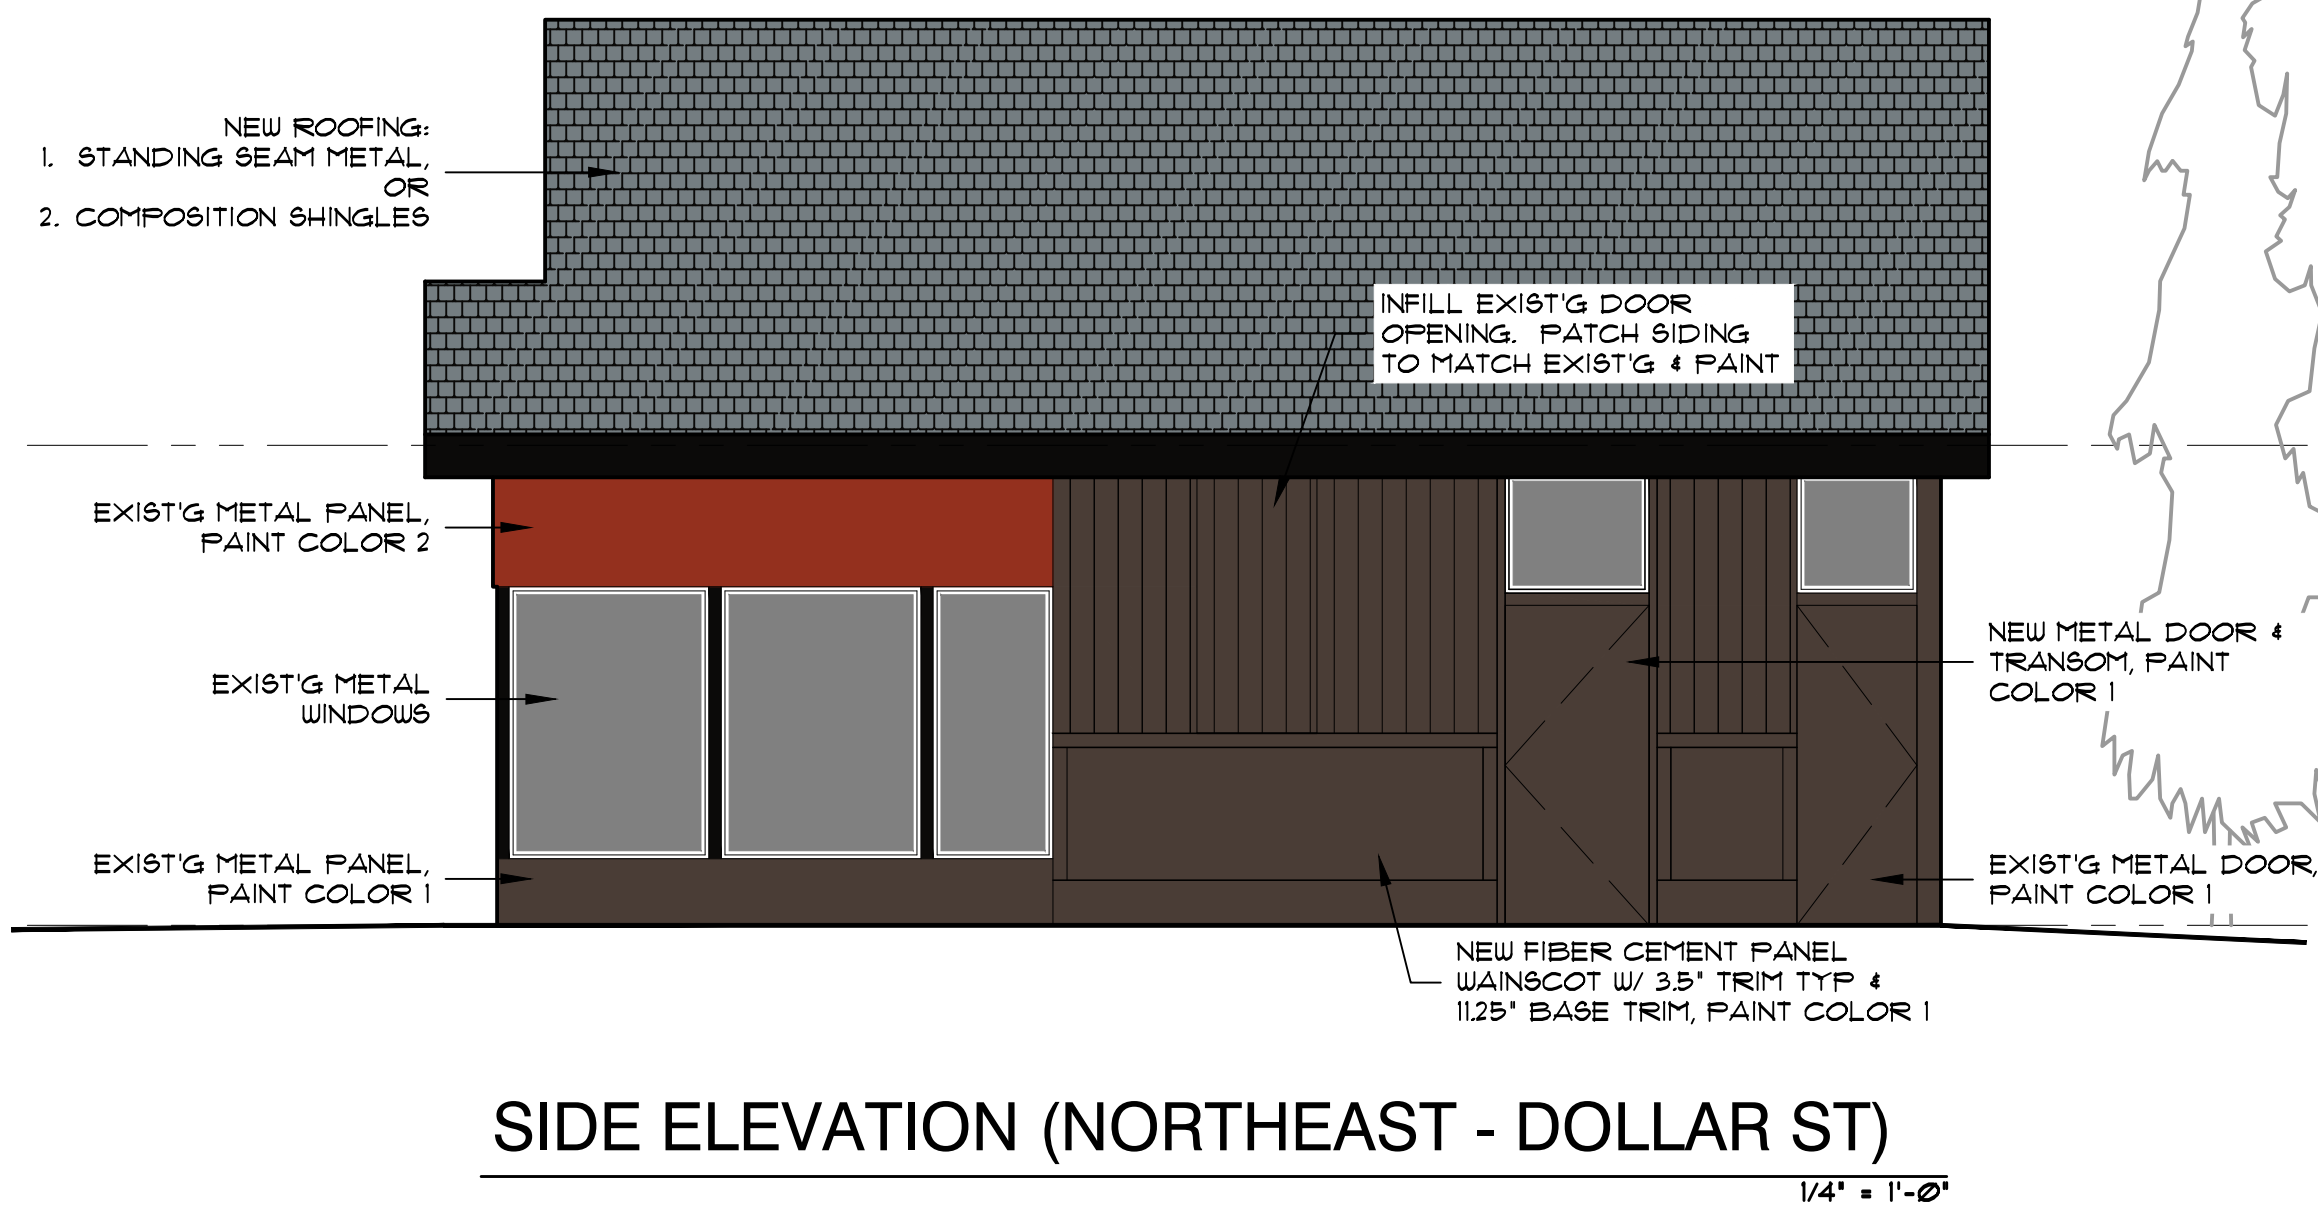 NEW ROOFING:
1. STANDING SEAM METAL,
OR
2. COMPOSITION SHINGLES
INFILL EXIST'G DOOR
OPENING. PATCH SIDING
TO MATCH EXIST'G & PAINT
EXIST'G METAL PANEL,
PAINT COLOR 2
EXIST'G METAL
WINDOWS
EXIST'G METAL PANEL,
PAINT COLOR 1
NEW METAL DOOR &
TRANSOM, PAINT
COLOR 1
EXIST'G METAL DOOR,
PAINT COLOR 1
NEW FIBER CEMENT PANEL
WAINSCOT W/ 3.5" TRIM TYP &
11.25" BASE TRIM, PAINT COLOR 1
SIDE ELEVATION (NORTHEAST - DOLLAR ST)
1/4" = 1'-0"